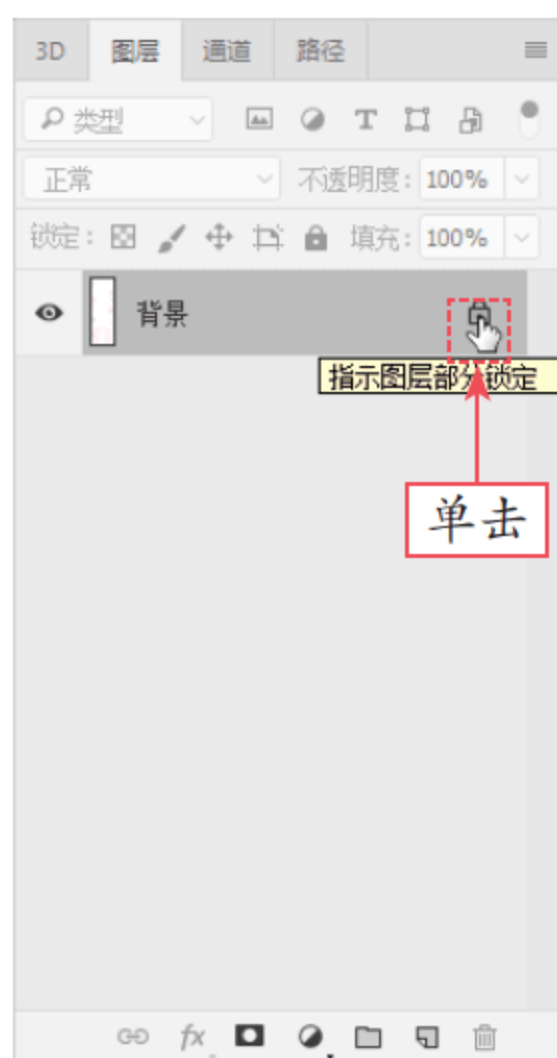 3D 图层 通道 路径
类型
正常 不透明度: 100%
锁定: 填充: 100%
背景
指示图层部分锁定
单击
fx